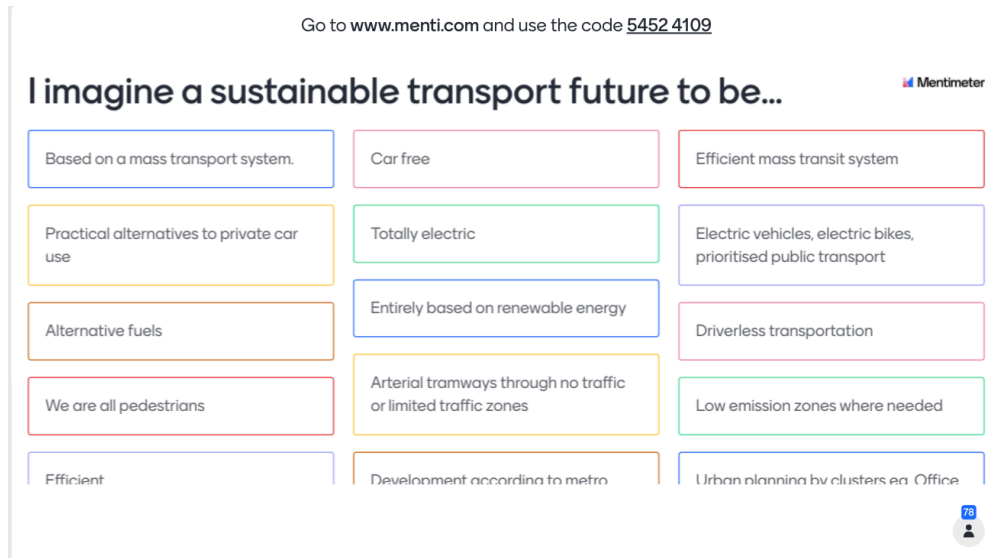 Go to www.menti.com and use the code 5452 4109
I imagine a sustainable transport future to be...
Mentimeter
Based on a mass transport system.
Car free
Efficient mass transit system
Practical alternatives to private car
use
Totally electric
Electric vehicles, electric bikes,
prioritised public transport
Entirely based on renewable energy
Alternative fuels
Driverless transportation
Arterial tramways through no traffic
or limited traffic zones
We are all pedestrians
Low emission zones where needed
Efficient
Development according to metro
Urban planning by clusters eg. Office
78